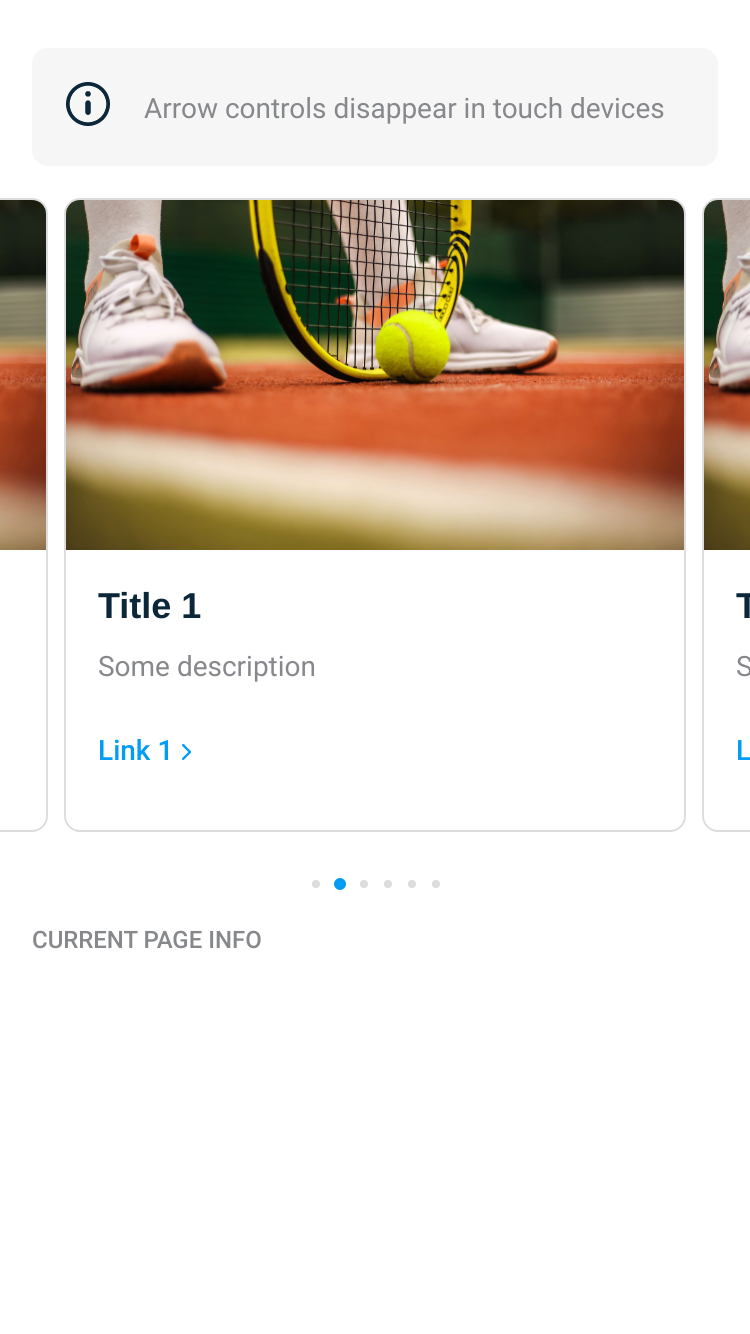 Arrow controls disappear in touch devices
Title 1
Some description
Link 1
CURRENT PAGE INFO